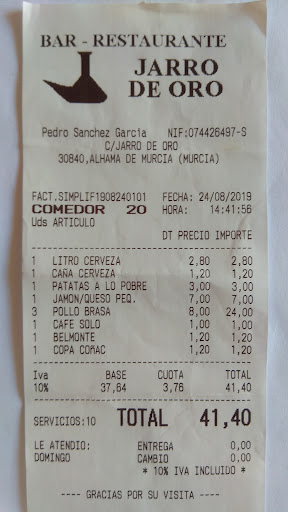 BAR - RESTAURANTE
JARRO
DE ORO
Pedro Sanchez Garcia NIF:074426497-S
C/JARRO DE ORO
30840,ALHAMA DE MURCIA (MURCIA)
FACT.SIMPLIF1908240101 FECHA: 24/08/2019
COMEDOR 20 HORA: 14:41:56
Uds ARTICULO
DT PRECIO IMPORTE
1 LITRO CERVEZA 2,80 2,80
1 CAÑA CERVEZA 1,20 1,20
1 PATATAS A LO POBRE 3,00 3,00
1 JAMON/QUESO PEQ. 7,00 7,00
3 POLLO BRASA 8,00 24,00
1 CAFE SOLO 1,00 1,00
1 BELMONTE 1,20 1,20
1 COPA COÑAC 1,20 1,20
Iva BASE CUOTA TOTAL
10% 37,64 3,76 41,40
SERVICIOS:10 TOTAL 41,40
LE ATENDIO: ENTREGA 0,00
DOMINGO CAMBIO 0,00
* 10% IVA INCLUIDO *
---- GRACIAS POR SU VISITA ----